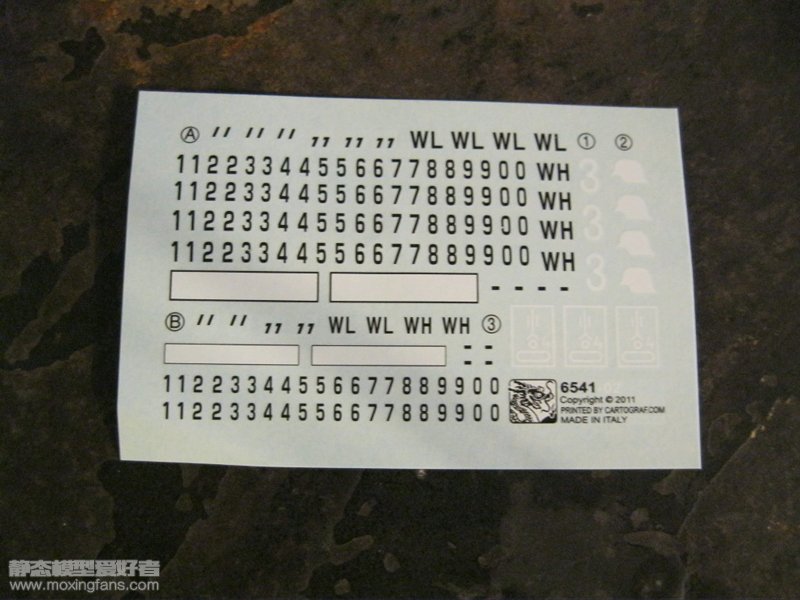 Ⓐ ,, ,, ,, ,, ,, ,, WL WL WL WL ① ②
11223344556677889900 WH 3
11223344556677889900 WH
11223344556677889900 WH 3
11223344556677889900 WH 3
- - - -
Ⓑ ,, ,, ,, ,, WL WL WH WH ③
- -
- -
11223344556677889900
11223344556677889900
6541
Copyright © 2011
PRINTED BY CARTOGRAF.COM
MADE IN ITALY
静态模型爱好者
www.moxingfans.com